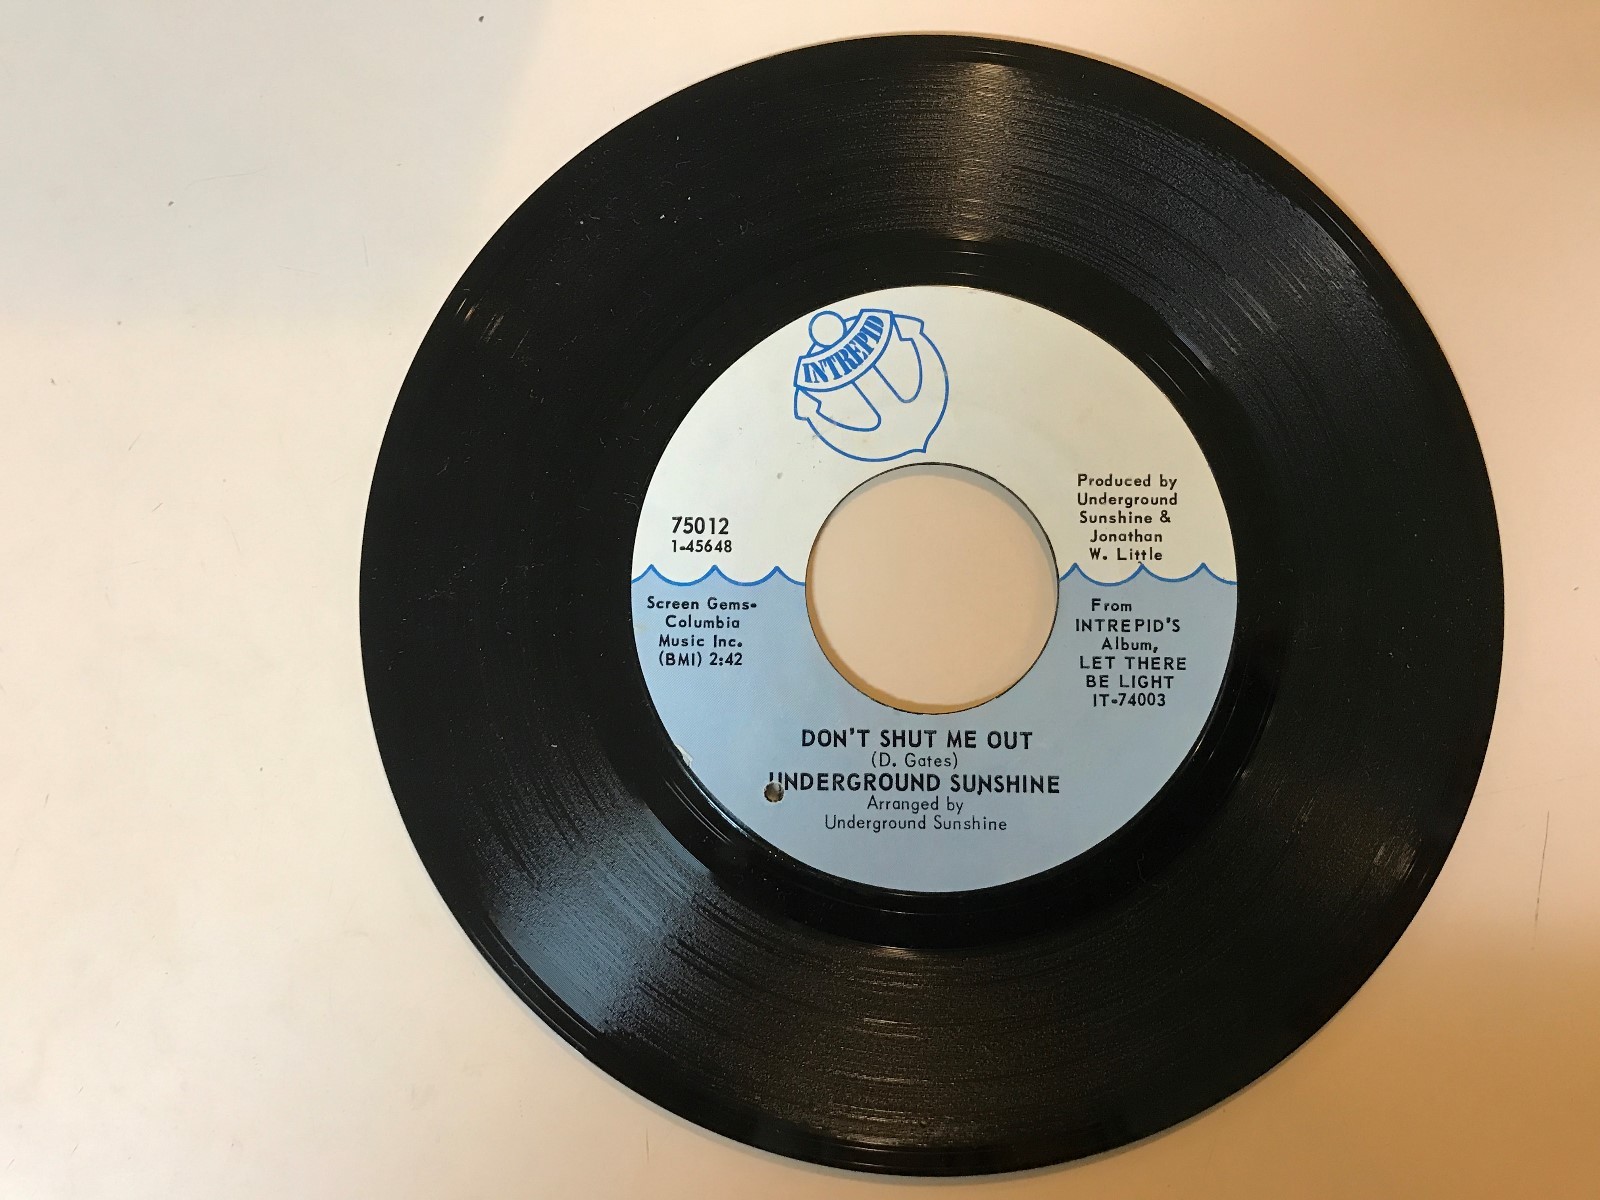 INTREPID
75012
1-45648
Produced by
Underground
Sunshine &
Jonathan
W. Little
Screen Gems-
Columbia
Music Inc.
(BMI) 2:42
From
INTREPID'S
Album,
LET THERE
BE LIGHT
IT-74003
DON'T SHUT ME OUT
(D. Gates)
UNDERGROUND SUNSHINE
Arranged by
Underground Sunshine